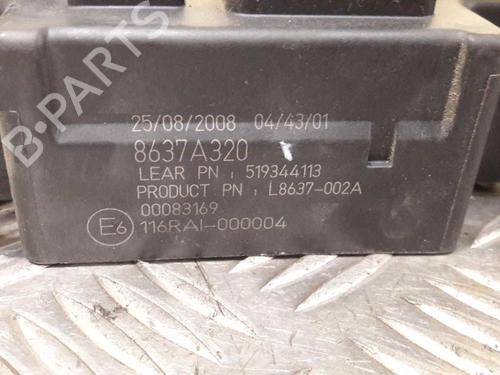 B-PARTS
25/08/2008 04/43/01
8637A320
LEAR PN : 519344113
PRODUCT PN : L8637-002A
00083169
E6 116RAI-000004